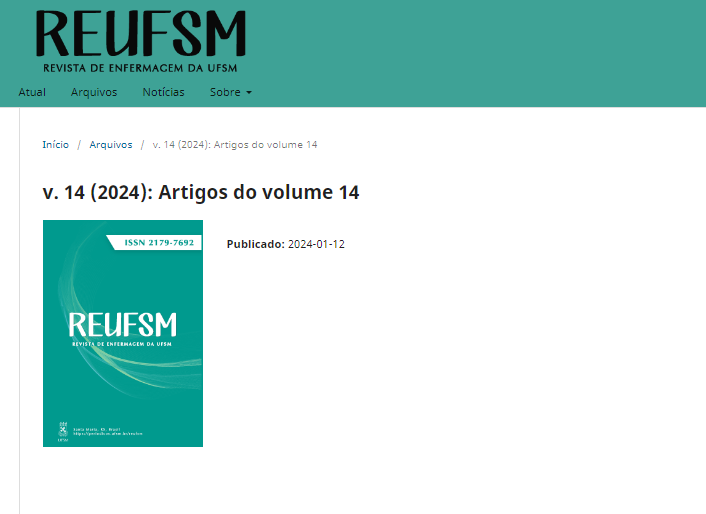 REUFSM
REVISTA DE ENFERMAGEM DA UFSM
Atual Arquivos Notícias Sobre
Início / Arquivos / v. 14 (2024): Artigos do volume 14
v. 14 (2024): Artigos do volume 14
ISSN 2179-7692
Publicado: 2024-01-12
REUFSM
REVISTA DE ENFERMAGEM DA UFSM
Santa Maria, RS, Brasil
UFSM